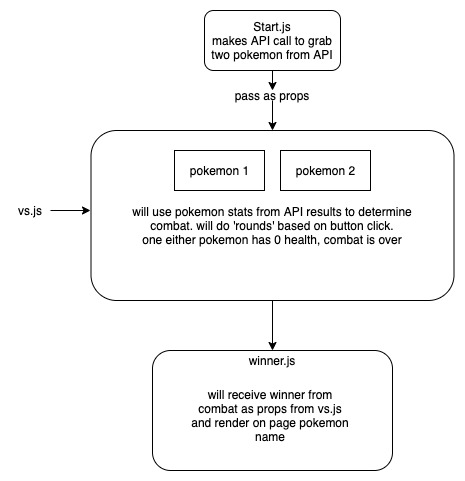 Start.js
makes API call to grab
two pokemon from API
pass as props
pokemon 1
pokemon 2
vs.js
will use pokemon stats from API results to determine
combat. will do 'rounds' based on button click.
one either pokemon has 0 health, combat is over
winner.js
will receive winner from
combat as props from vs.js
and render on page pokemon
name